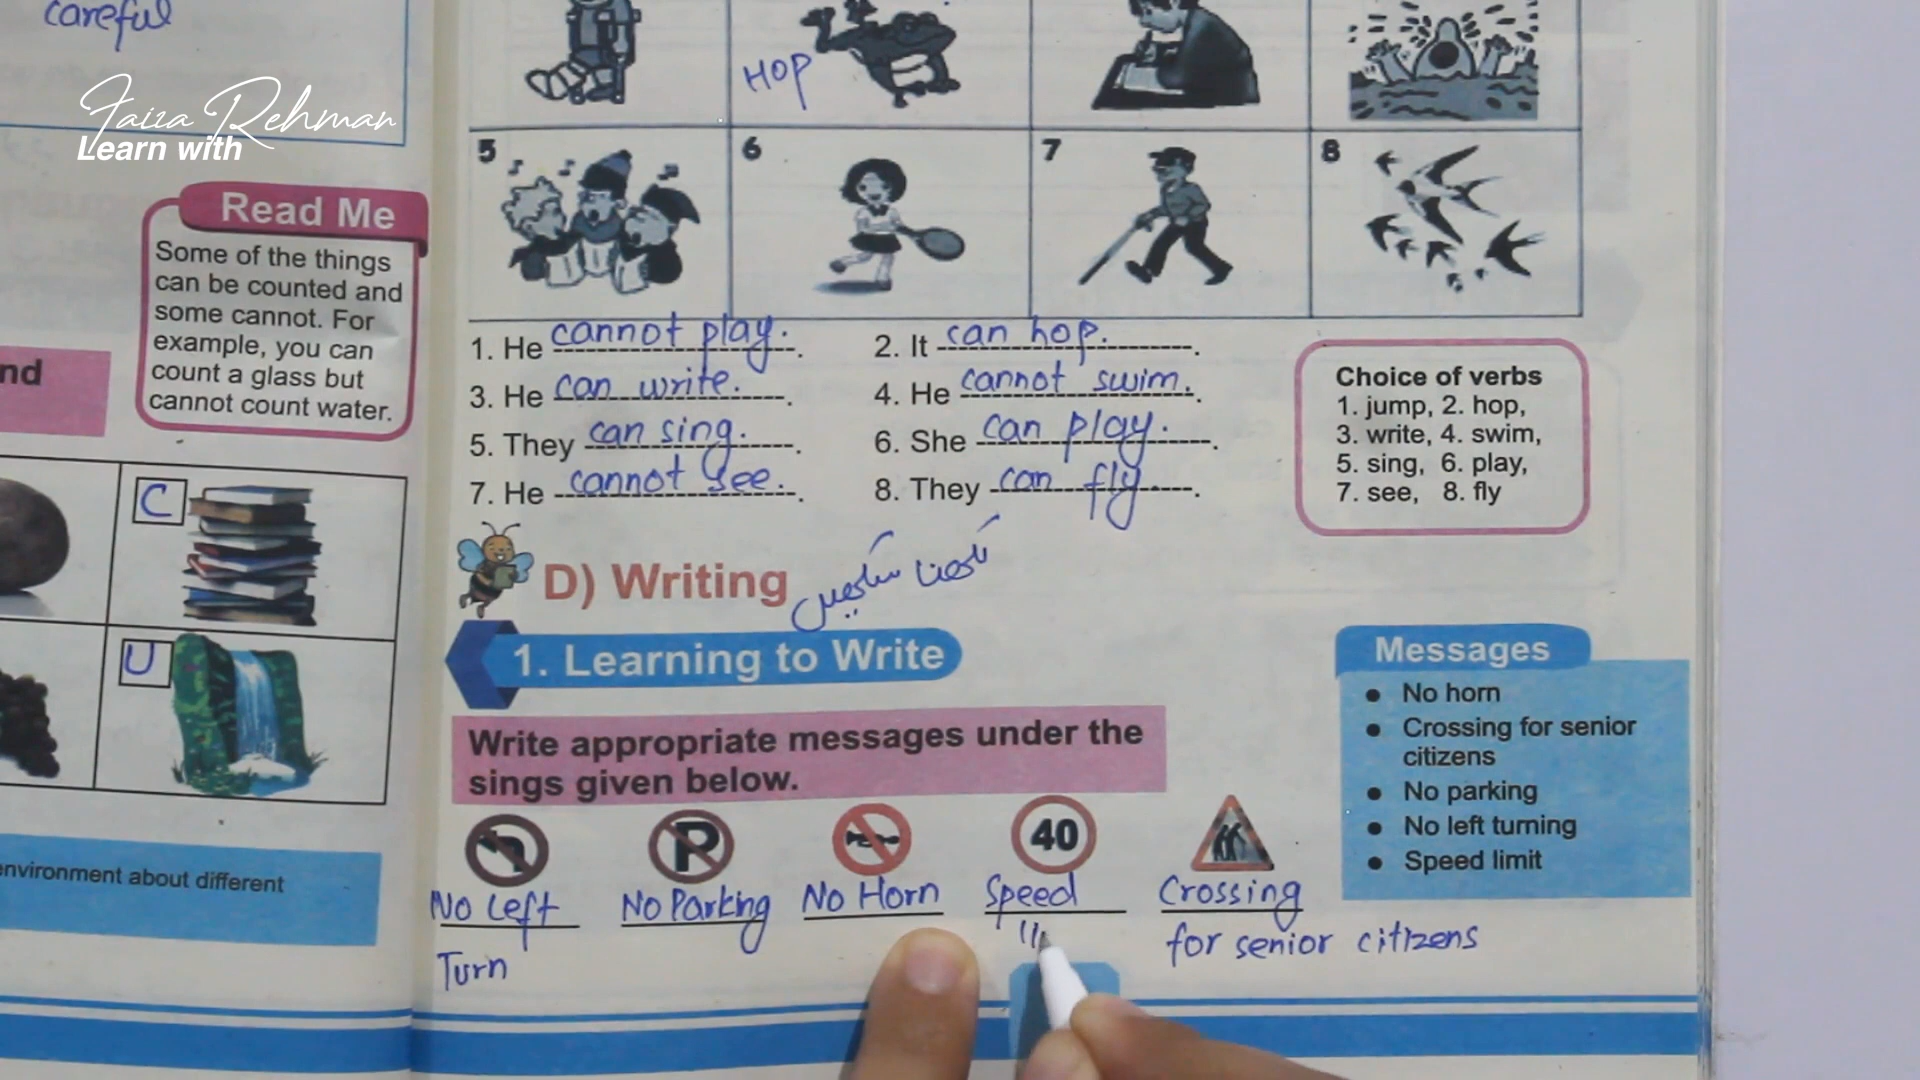 careful
Faiza Rehman
Learn with
Read Me
Some of the things
can be counted and
some cannot. For
example, you can
count a glass but
cannot count water.
nd
C
U
environment about different
HOP
5
6
7
8
1. He cannot play.
2. It can hop.
3. He can write.
4. He cannot swim.
5. They can sing.
6. She can play.
7. He cannot see.
8. They can fly.
Choice of verbs
1. jump, 2. hop,
3. write, 4. swim,
5. sing, 6. play,
7. see, 8. fly
D) Writing
1. Learning to Write
Write appropriate messages under the
sings given below.
P
40
No Left
Turn
No Parking
No Horn
Speed
Crossing
for senior citizens
Messages
● No horn
● Crossing for senior
citizens
● No parking
● No left turning
● Speed limit